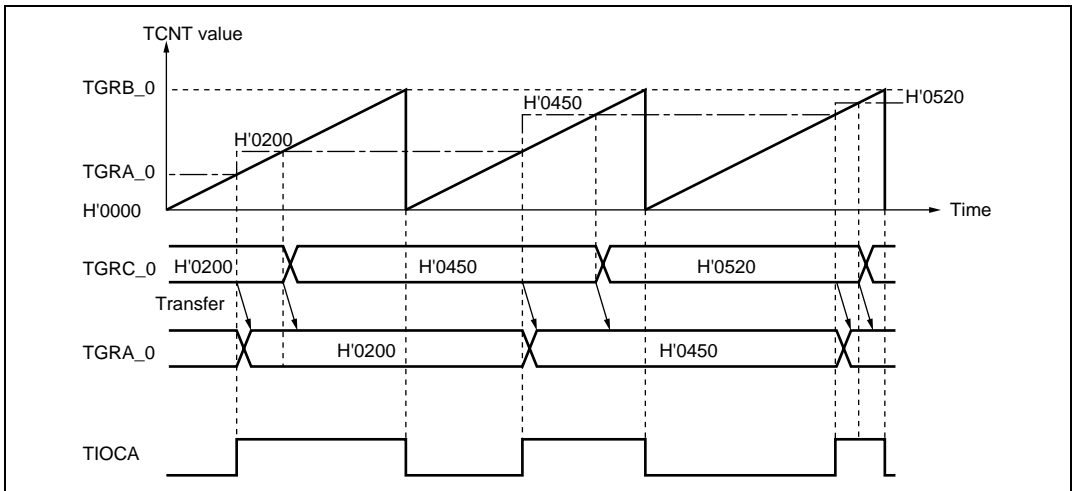 TCNT value
TGRB_0
H'0520
H'0450
H'0200
TGRA_0
H'0000
Time
TGRC_0
H'0200
H'0450
H'0520
Transfer
TGRA_0
H'0200
H'0450
TIOCA